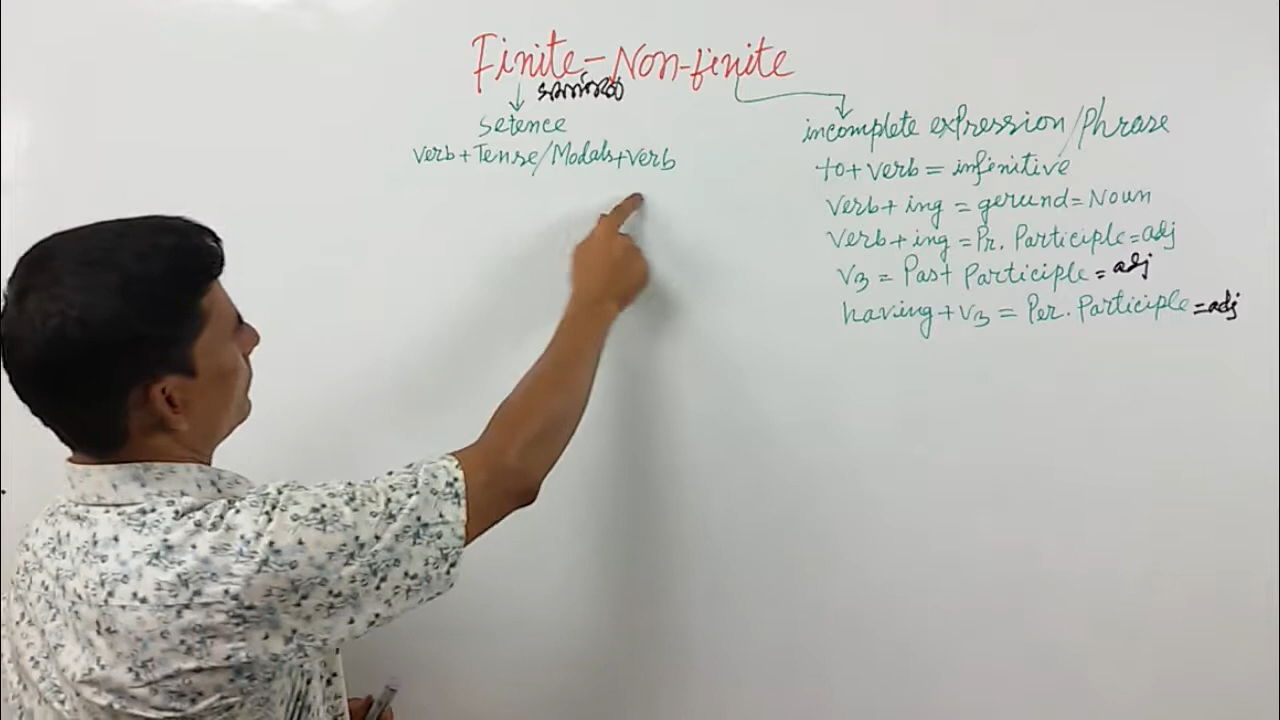 Finite-Non-finite
setence
verb+Tense/Modals+verb
incomplete expression/Phrase
to+verb= infinitive
verb+ing = gerund=Noun
verb+ing =Pr. Participle=adj
v3 = Past Participle=adj
having+v3 = Per. Participle=adj